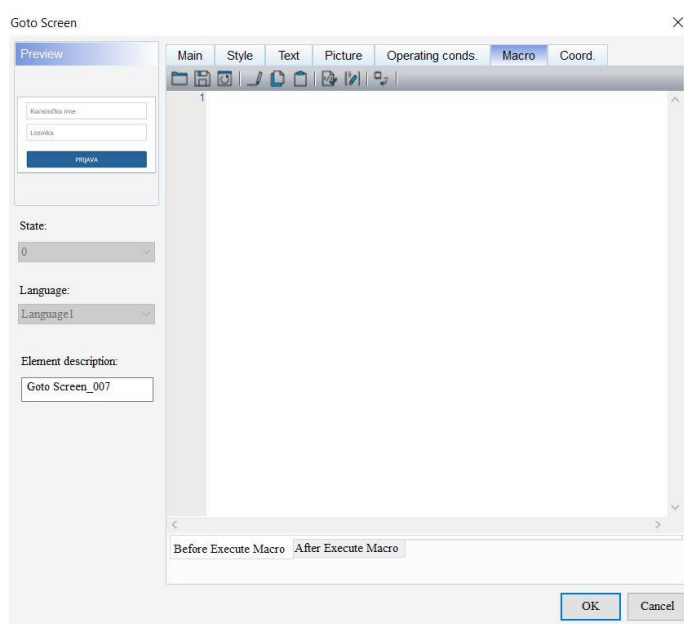 Goto Screen
Preview
Main Style Text Picture Operating conds. Macro Coord.
1
Korisničko ime
Lozinka
PRIJAVA
State:
0
Language:
Language1
Element description:
Goto Screen_007
Before Execute Macro After Execute Macro
OK Cancel